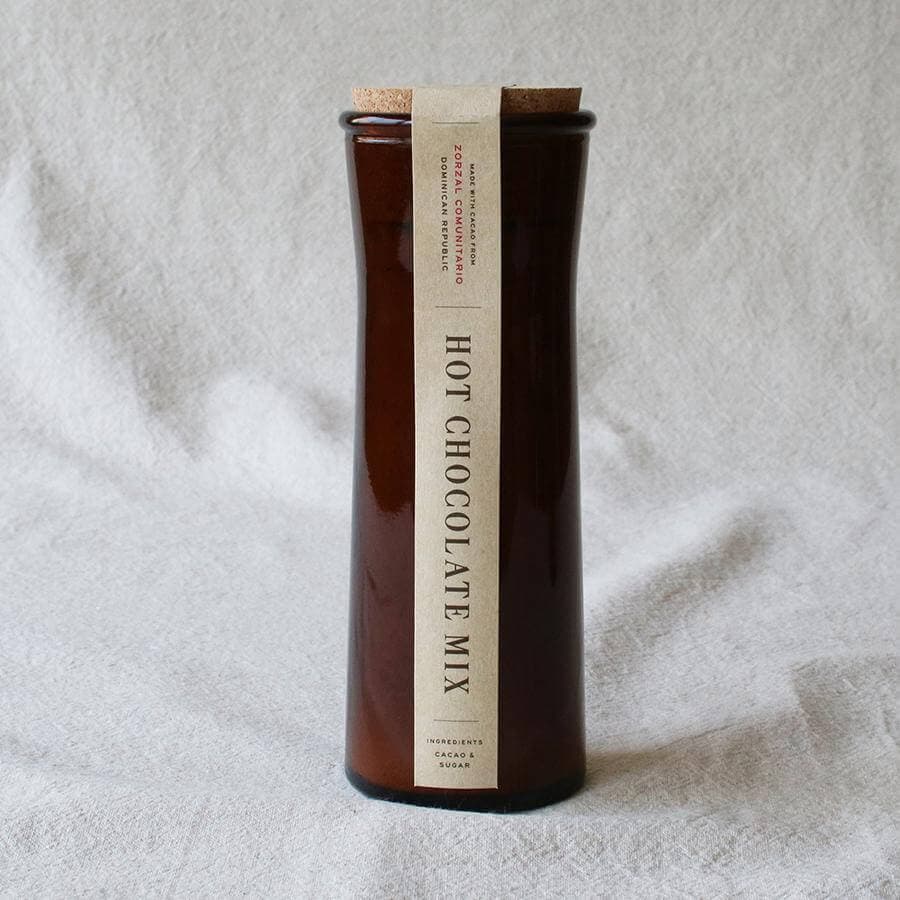 MADE WITH CACAO FROM
ZORZAL COMUNITARIO
DOMINICAN REPUBLIC
HOT CHOCOLATE MIX
INGREDIENTS
CACAO &
SUGAR